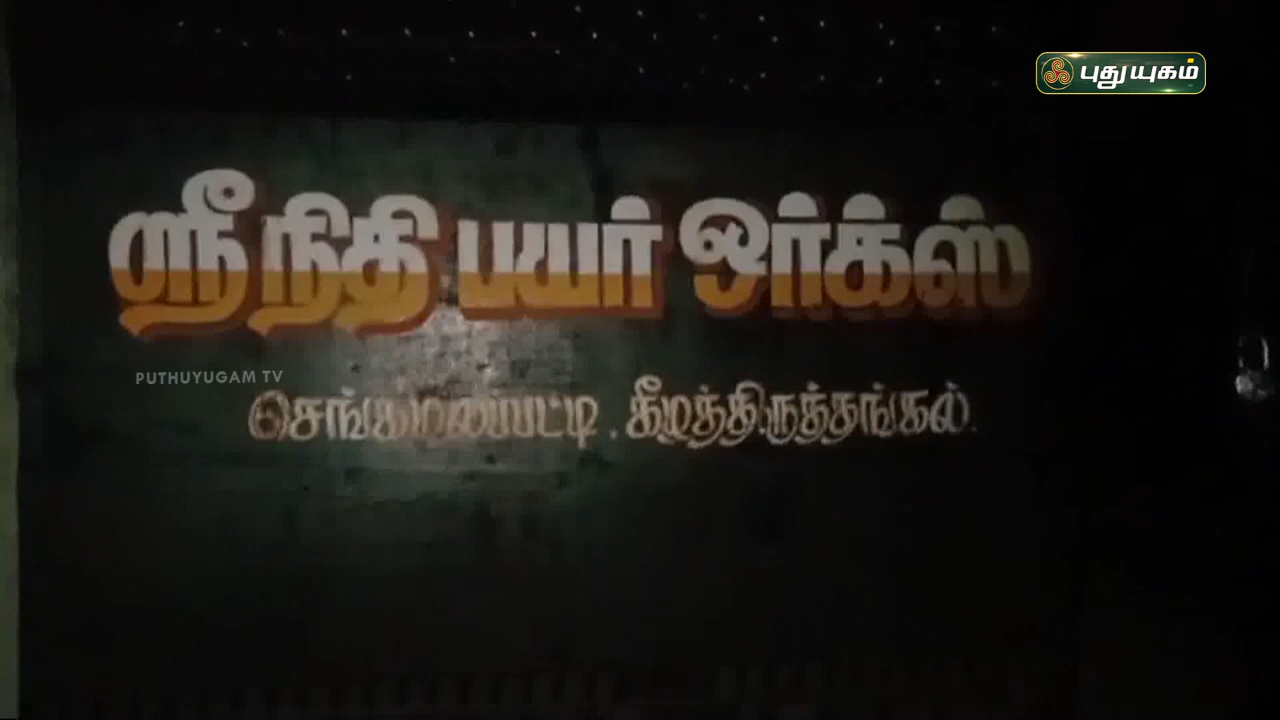 புதுயுகம்
ஸ்ரீ நிதி பயர் ஒர்க்ஸ்
PUTHUYUGAM TV
செங்கமலப்பட்டி . கீழத்திருத்தங்கல்.